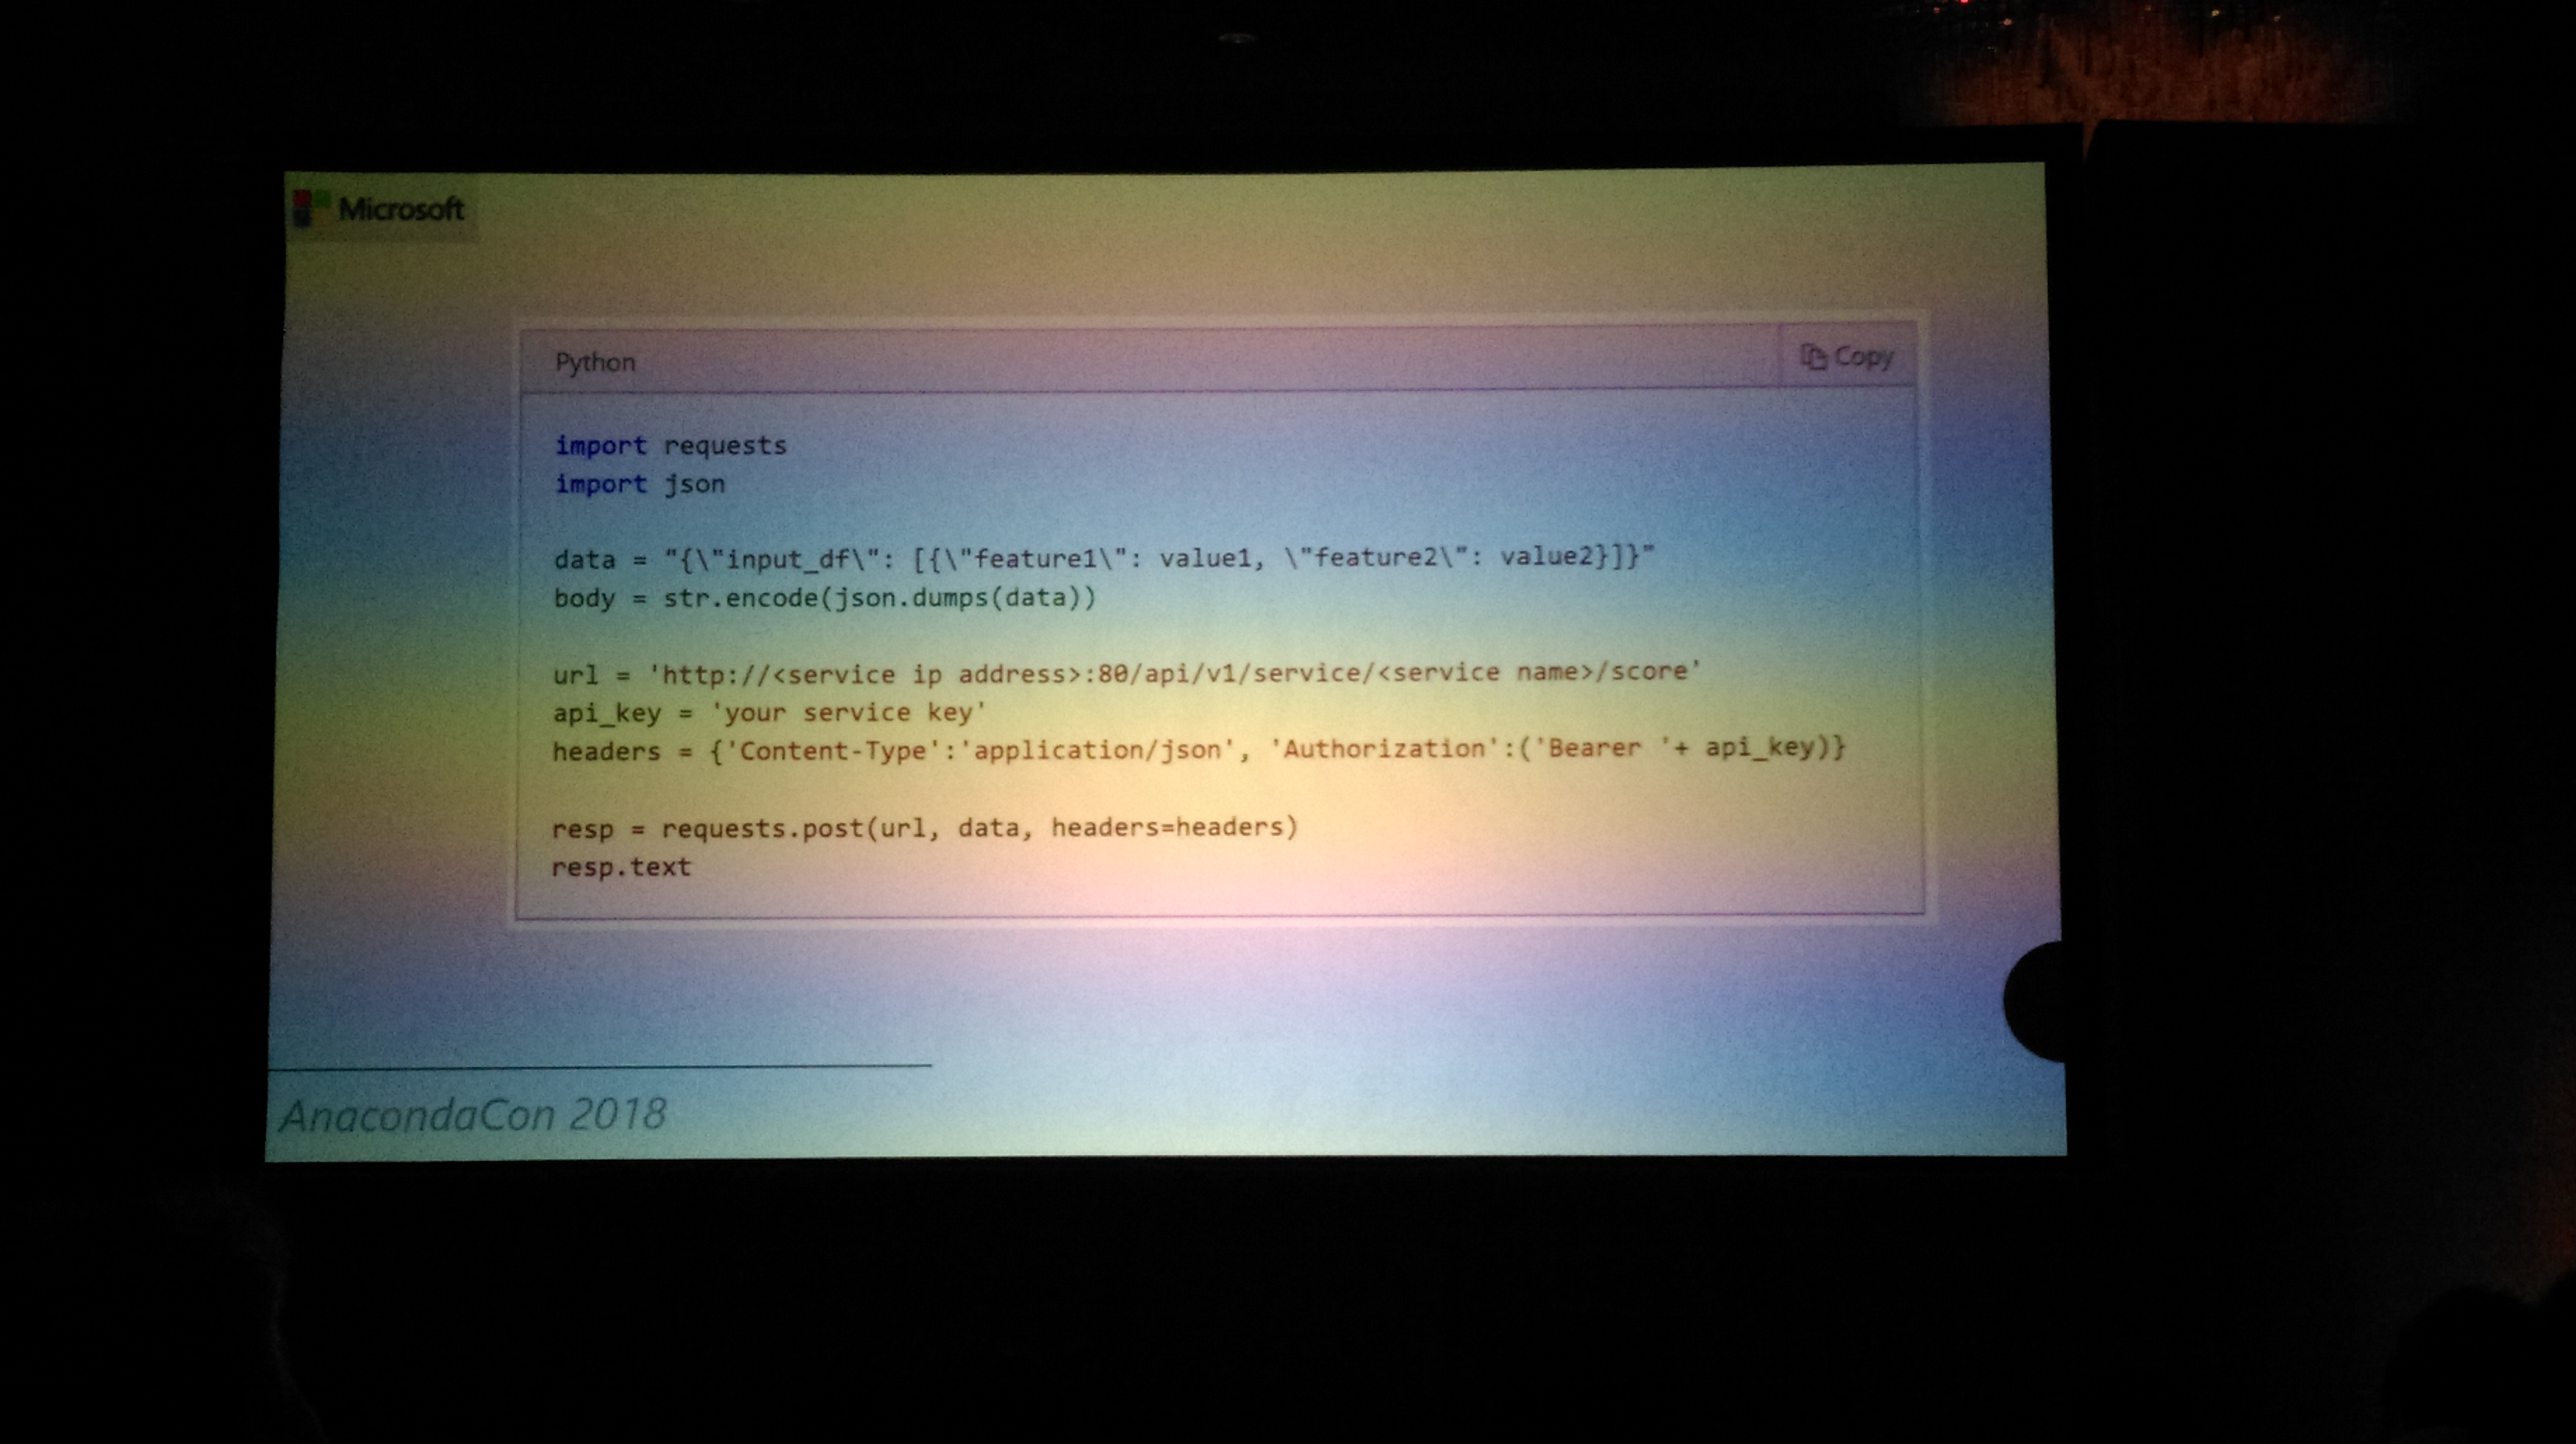 Microsoft
Python
Copy
import requests
import json
data = "{\"input_df\": [{\"feature1\": value1, \"feature2\": value2}]}"
body = str.encode(json.dumps(data))
url = 'http://<service ip address>:80/api/v1/service/<service name>/score'
api_key = 'your service key'
headers = {'Content-Type':'application/json', 'Authorization':('Bearer '+ api_key)}
resp = requests.post(url, data, headers=headers)
resp.text
AnacondaCon 2018